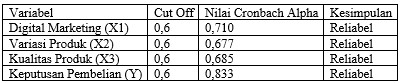 Variabel Cut Off Nilai Cronbach Alpha Kesimpulan
Digital Marketing (X1) 0,6 0,710 Reliabel
Variasi Produk (X2) 0,6 0,677 Reliabel
Kualitas Produk (X3) 0,6 0,685 Reliabel
Keputusan Pembelian (Y) 0,6 0,833 Reliabel